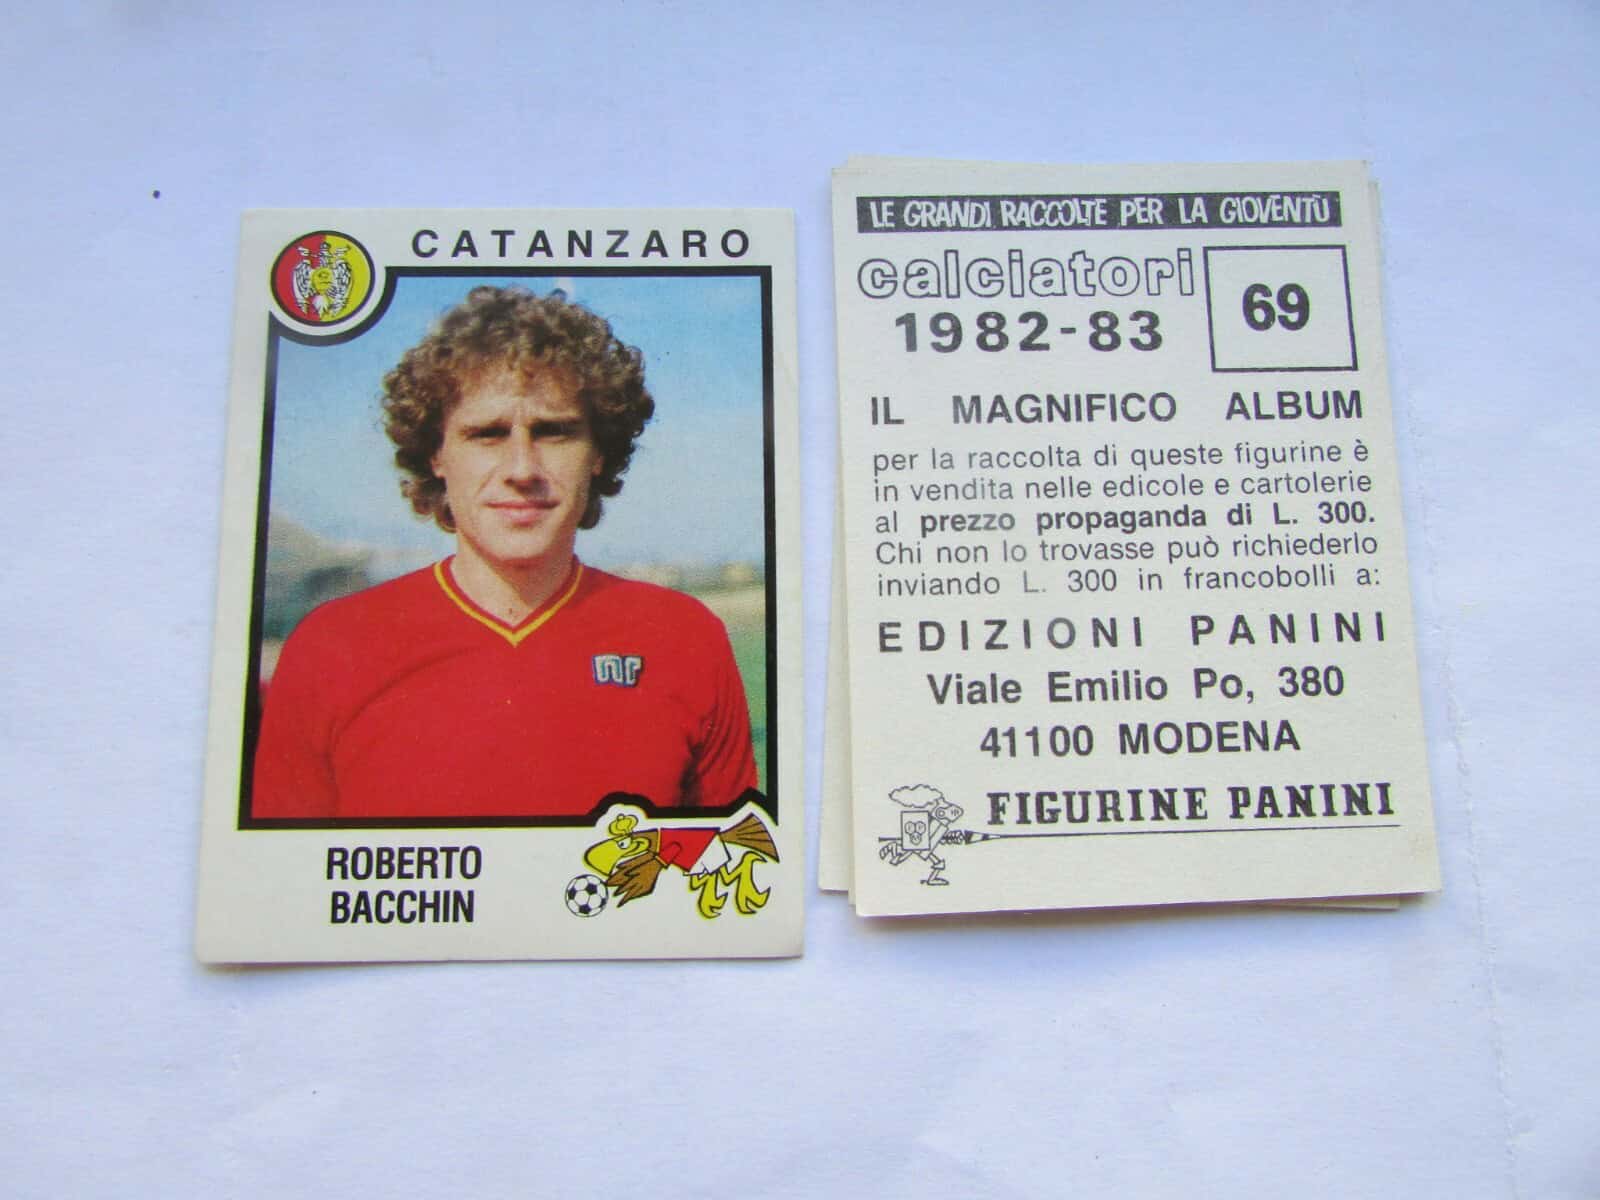 CATANZARO
nr
ROBERTO
BACCHIN
LE GRANDI RACCOLTE PER LA GIOVENTÙ
calciatori
1982-83
69
IL MAGNIFICO ALBUM
per la raccolta di queste figurine è
in vendita nelle edicole e cartolerie
al prezzo propaganda di L. 300.
Chi non lo trovasse può richiederlo
inviando L. 300 in francobolli a:
EDIZIONI PANINI
Viale Emilio Po, 380
41100 MODENA
FIGURINE PANINI